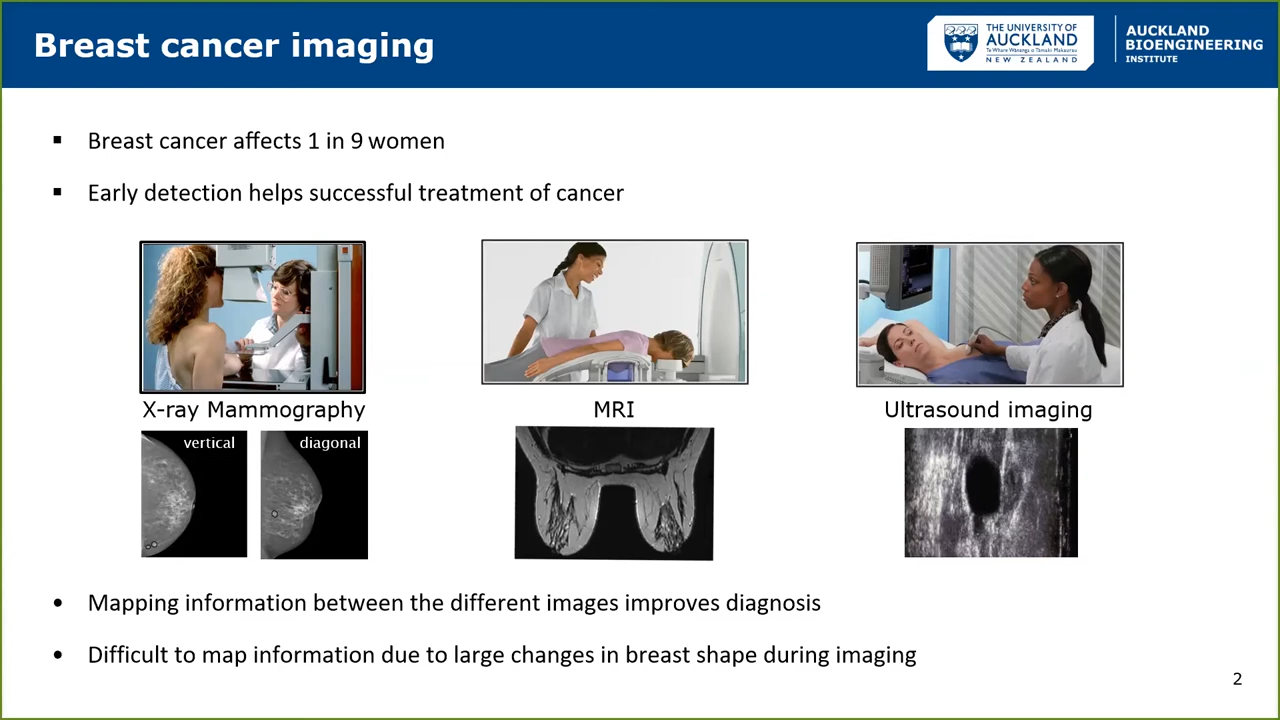 Breast cancer imaging
THE UNIVERSITY OF
AUCKLAND
Te Whare Wānanga o Tāmaki Makaurau
NEW ZEALAND
AUCKLAND
BIOENGINEERING
INSTITUTE
Breast cancer affects 1 in 9 women
Early detection helps successful treatment of cancer
X-ray Mammography
MRI
Ultrasound imaging
vertical
diagonal
Mapping information between the different images improves diagnosis
Difficult to map information due to large changes in breast shape during imaging
2